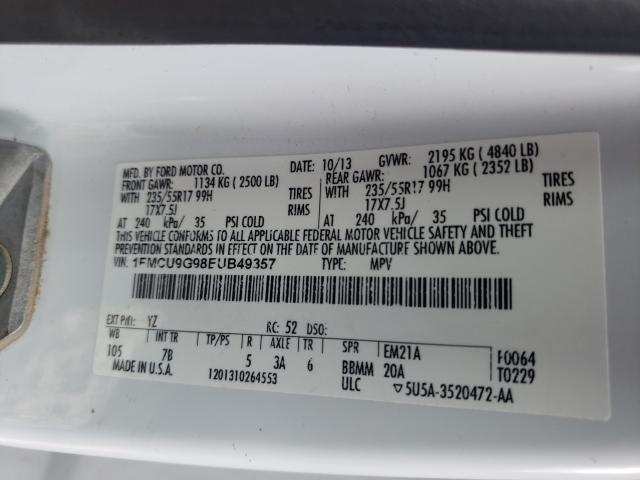 MFD. BY FORD MOTOR CO.
DATE: 10/13 GVWR: 2195 KG ( 4840 LB)
FRONT GAWR: 1134 KG (2500 LB) REAR GAWR: 1067 KG ( 2352 LB)
WITH 235/55R17 99H TIRES WITH 235/55R17 99H TIRES
17X7.5J RIMS 17X7.5J RIMS
AT 240 kPa/ 35 PSI COLD AT 240 kPa/ 35 PSI COLD
THIS VEHICLE CONFORMS TO ALL APPLICABLE FEDERAL MOTOR VEHICLE SAFETY AND THEFT
PREVENTION STANDARDS IN EFFECT ON THE DATE OF MANUFACTURE SHOWN ABOVE.
VIN: 1FMCU9G98EUB49357 TYPE: MPV
EXT PNT: YZ RC: 52 DSO:
WB INT TR TP/PS R AXLE TR SPR EM21A F0064
105 7B 5 3A 6 BBMM 20A T0229
MADE IN U.S.A. 1201310264553 ULC ▽5U5A-3520472-AA